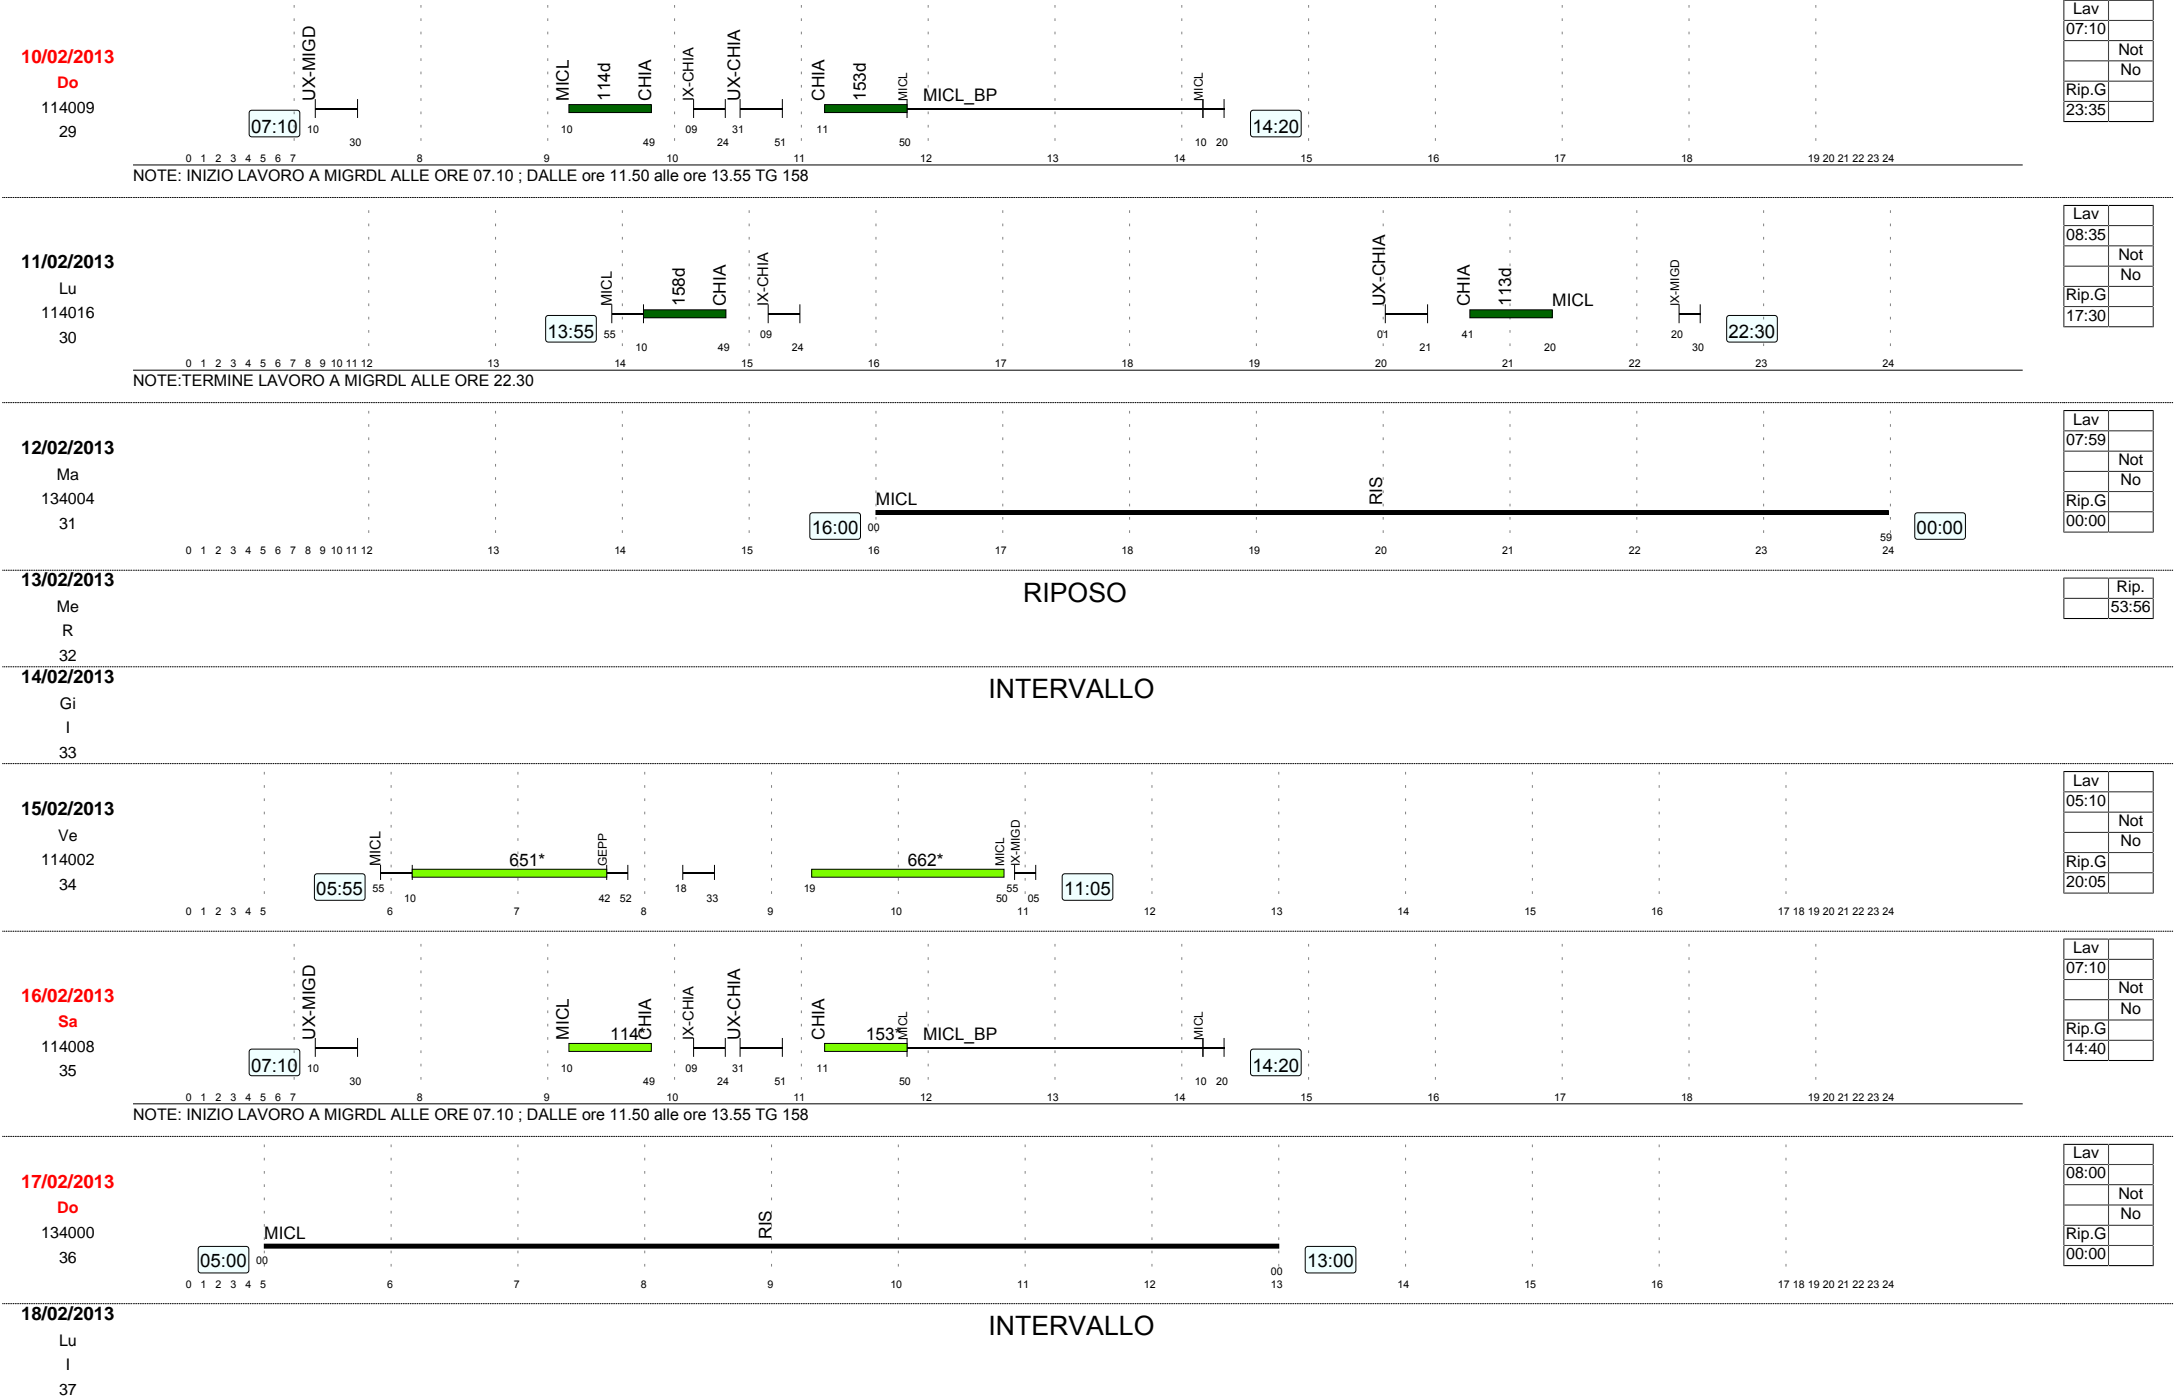 10/02/2013
Do
114009
29
07:10
UX-MIGD
10 30
MICL 114d CHIA
10 49
IX-CHIA
09 24
UX-CHIA
31 51
CHIA 153d MICL
11 50
MICL_BP
MICL
10 20
14:20
0 1 2 3 4 5 6 7 8 9 10 11 12 13 14 15 16 17 18 19 20 21 22 23 24
NOTE: INIZIO LAVORO A MIGRDL ALLE ORE 07.10 ; DALLE ore 11.50 alle ore 13.55 TG 158
Lav
07:10
Not
No
Rip.G
23:35
11/02/2013
Lu
114016
30
13:55
MICL
55 10
158d CHIA
49
IX-CHIA
09 24
UX-CHIA
01 21
CHIA 113d MICL
41 20
IX-MIGD
20 30
22:30
0 1 2 3 4 5 6 7 8 9 10 11 12 13 14 15 16 17 18 19 20 21 22 23 24
NOTE:TERMINE LAVORO A MIGRDL ALLE ORE 22.30
Lav
08:35
Not
No
Rip.G
17:30
12/02/2013
Ma
134004
31
16:00
MICL RIS
00 59
00:00
0 1 2 3 4 5 6 7 8 9 10 11 12 13 14 15 16 17 18 19 20 21 22 23 24
Lav
07:59
Not
No
Rip.G
00:00
13/02/2013
Me
R
32
RIPOSO
Rip.
53:56
14/02/2013
Gi
I
33
INTERVALLO
15/02/2013
Ve
114002
34
05:55
MICL 651* GEPP
55 10 42 52
18 33
662* MICL
19 50
IX-MIGD
55 05
11:05
0 1 2 3 4 5 6 7 8 9 10 11 12 13 14 15 16 17 18 19 20 21 22 23 24
Lav
05:10
Not
No
Rip.G
20:05
16/02/2013
Sa
114008
35
07:10
UX-MIGD
10 30
MICL 114* CHIA
10 49
IX-CHIA
09 24
UX-CHIA
31 51
CHIA 153* MICL
11 50
MICL_BP
MICL
10 20
14:20
0 1 2 3 4 5 6 7 8 9 10 11 12 13 14 15 16 17 18 19 20 21 22 23 24
NOTE: INIZIO LAVORO A MIGRDL ALLE ORE 07.10 ; DALLE ore 11.50 alle ore 13.55 TG 158
Lav
07:10
Not
No
Rip.G
14:40
17/02/2013
Do
134000
36
05:00
MICL RIS
00 00
13:00
0 1 2 3 4 5 6 7 8 9 10 11 12 13 14 15 16 17 18 19 20 21 22 23 24
Lav
08:00
Not
No
Rip.G
00:00
18/02/2013
Lu
I
37
INTERVALLO